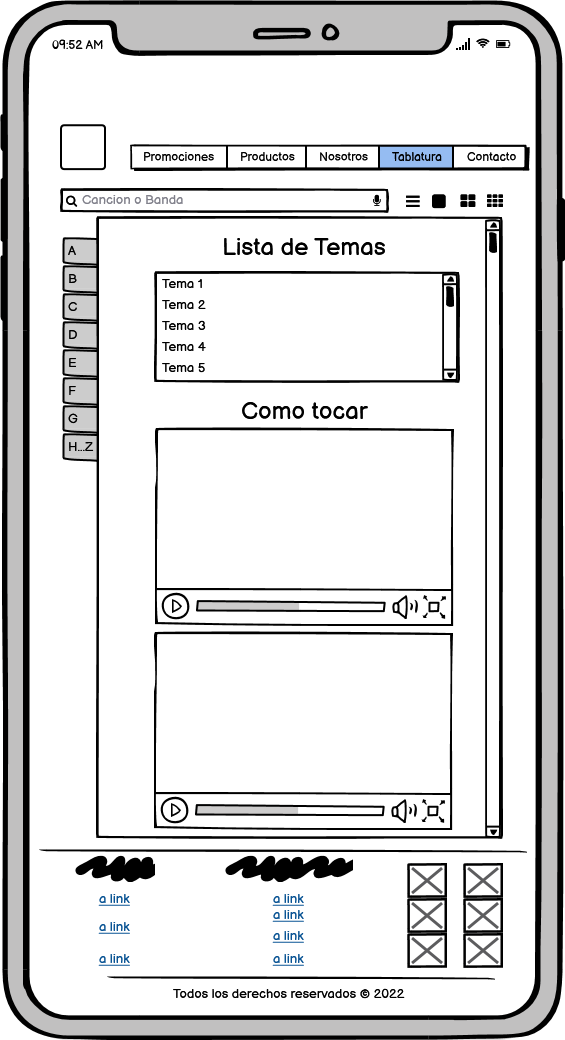 09:52 AM
Promociones Productos Nosotros Tablatura Contacto
Cancion o Banda
Lista de Temas
A
B
C
D
E
F
G
H...Z
Tema 1
Tema 2
Tema 3
Tema 4
Tema 5
Como tocar
a link
a link
a link
a link
a link
a link
a link
Todos los derechos reservados © 2022